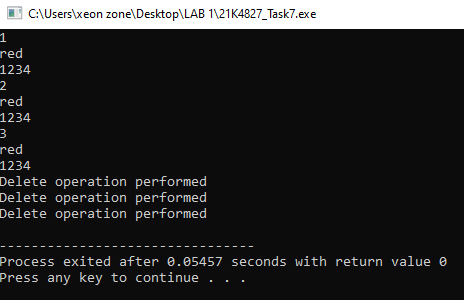 C:\Users\xeon zone\Desktop\LAB 1\21K4827_Task7.exe
1
red
1234
2
red
1234
3
red
1234
Delete operation performed
Delete operation performed
Delete operation performed
--------------------------------
Process exited after 0.05457 seconds with return value 0
Press any key to continue . . .